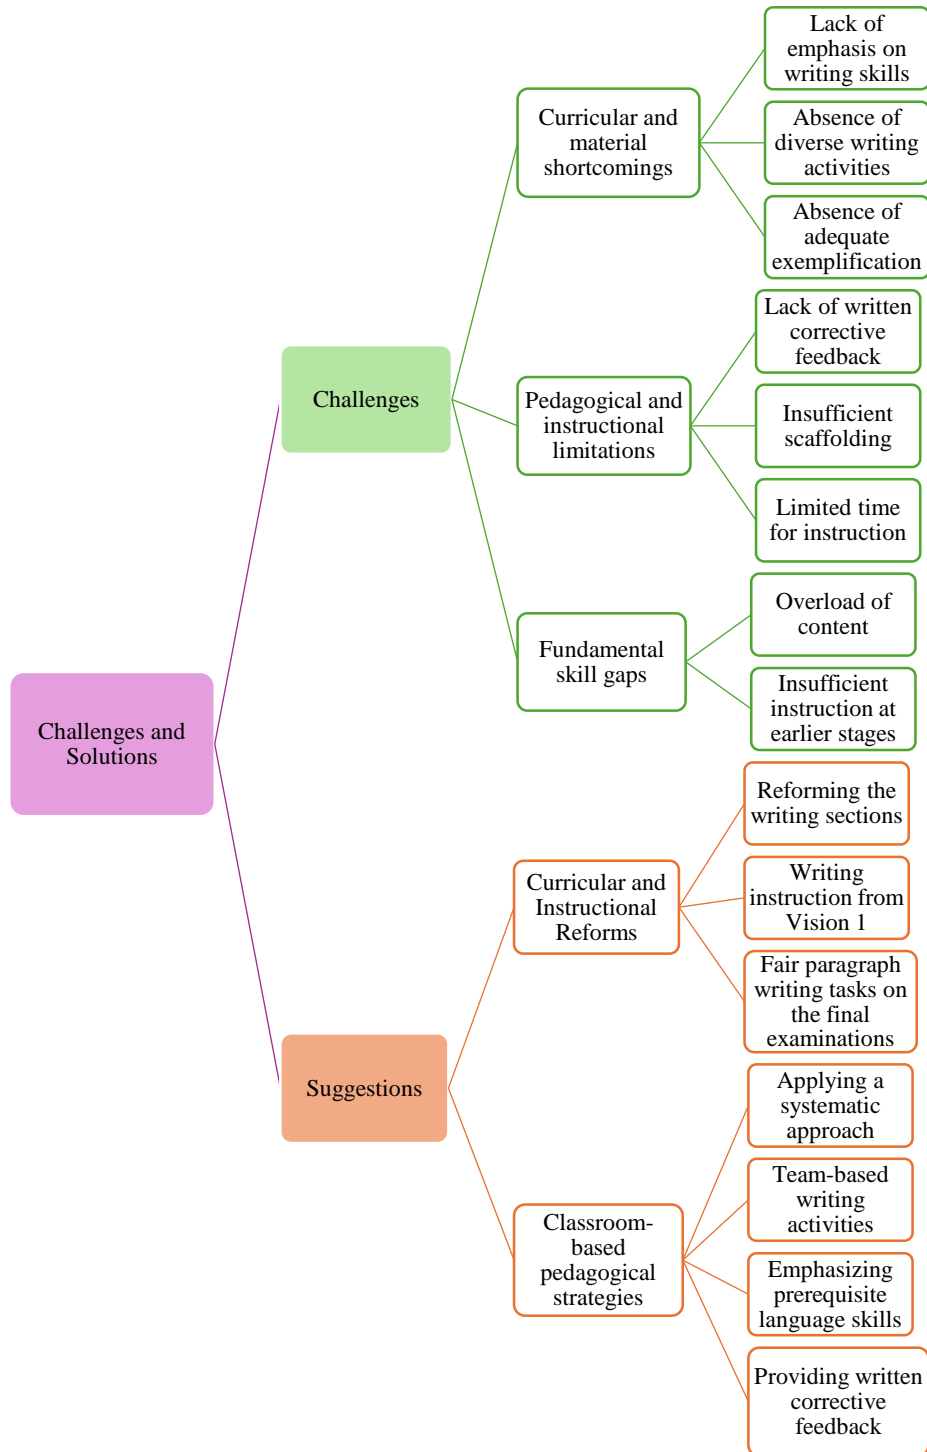 Challenges and
Solutions
Challenges
Curricular and
material
shortcomings
Lack of
emphasis on
writing skills
Absence of
diverse writing
activities
Absence of
adequate
exemplification
Pedagogical and
instructional
limitations
Lack of written
corrective
feedback
Insufficient
scaffolding
Limited time
for instruction
Fundamental
skill gaps
Overload of
content
Insufficient
instruction at
earlier stages
Suggestions
Curricular and
Instructional
Reforms
Reforming the
writing sections
Writing
instruction from
Vision 1
Fair paragraph
writing tasks on
the final
examinations
Classroom-
based
pedagogical
strategies
Applying a
systematic
approach
Team-based
writing
activities
Emphasizing
prerequisite
language skills
Providing written
corrective
feedback